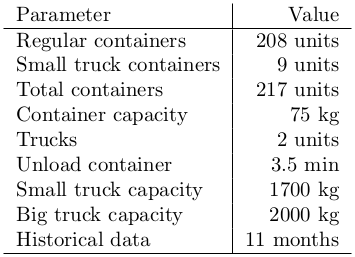 Parameter Value
Regular containers 208 units
Small truck containers 9 units
Total containers 217 units
Container capacity 75 kg
Trucks 2 units
Unload container 3.5 min
Small truck capacity 1700 kg
Big truck capacity 2000 kg
Historical data 11 months